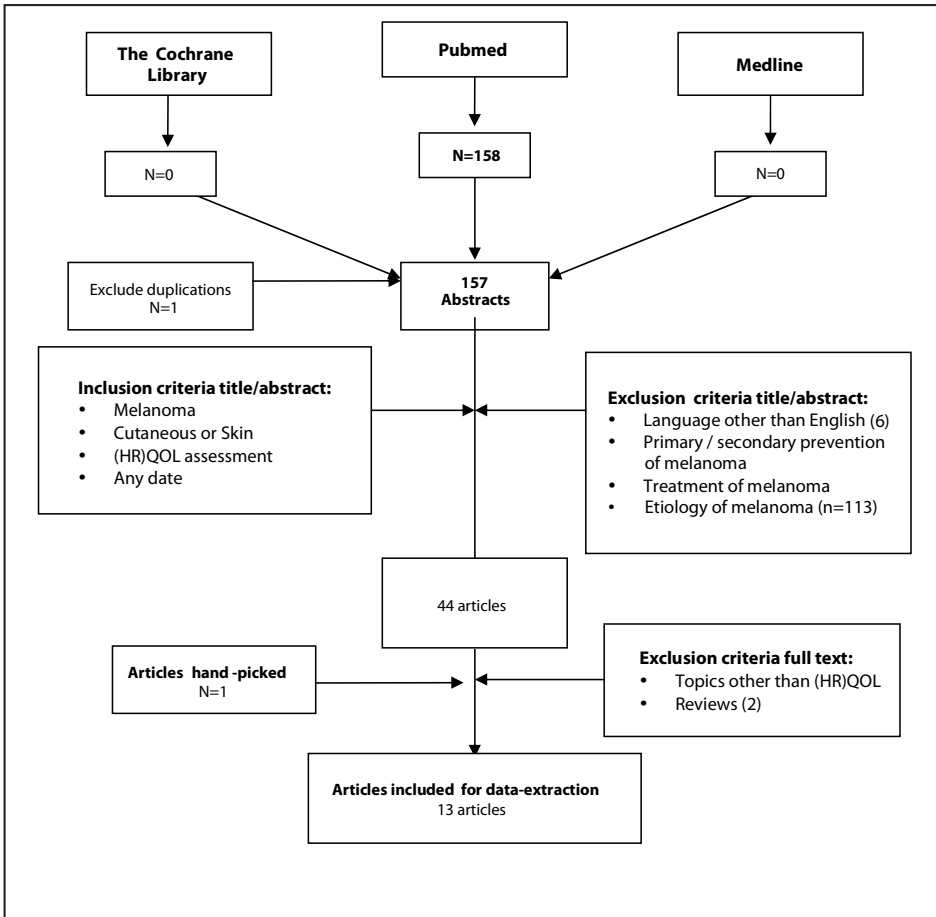 The Cochrane
Library
Pubmed
Medline
N=0
N=158
N=0
Exclude duplications
N=1
157
Abstracts
Inclusion criteria title/abstract:
• Melanoma
• Cutaneous or Skin
• (HR)QOL assessment
• Any date
Exclusion criteria title/abstract:
• Language other than English (6)
• Primary / secondary prevention
of melanoma
• Treatment of melanoma
• Etiology of melanoma (n=113)
44 articles
Articles hand-picked
N=1
Exclusion criteria full text:
• Topics other than (HR)QOL
• Reviews (2)
Articles included for data-extraction
13 articles